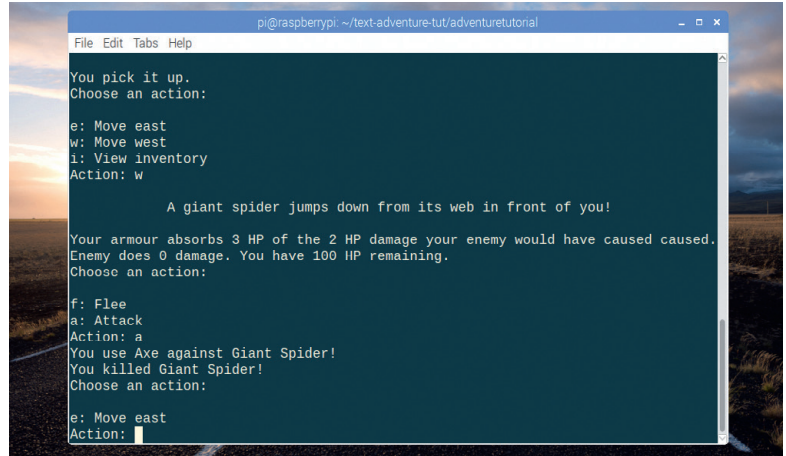 pi@raspberrypi: ~/text-adventure-tut/adventuretutorial
File Edit Tabs Help
You pick it up.
Choose an action:
e: Move east
w: Move west
i: View inventory
Action: w
A giant spider jumps down from its web in front of you!
Your armour absorbs 3 HP of the 2 HP damage your enemy would have caused caused.
Enemy does 0 damage. You have 100 HP remaining.
Choose an action:
f: Flee
a: Attack
Action: a
You use Axe against Giant Spider!
You killed Giant Spider!
Choose an action:
e: Move east
Action: